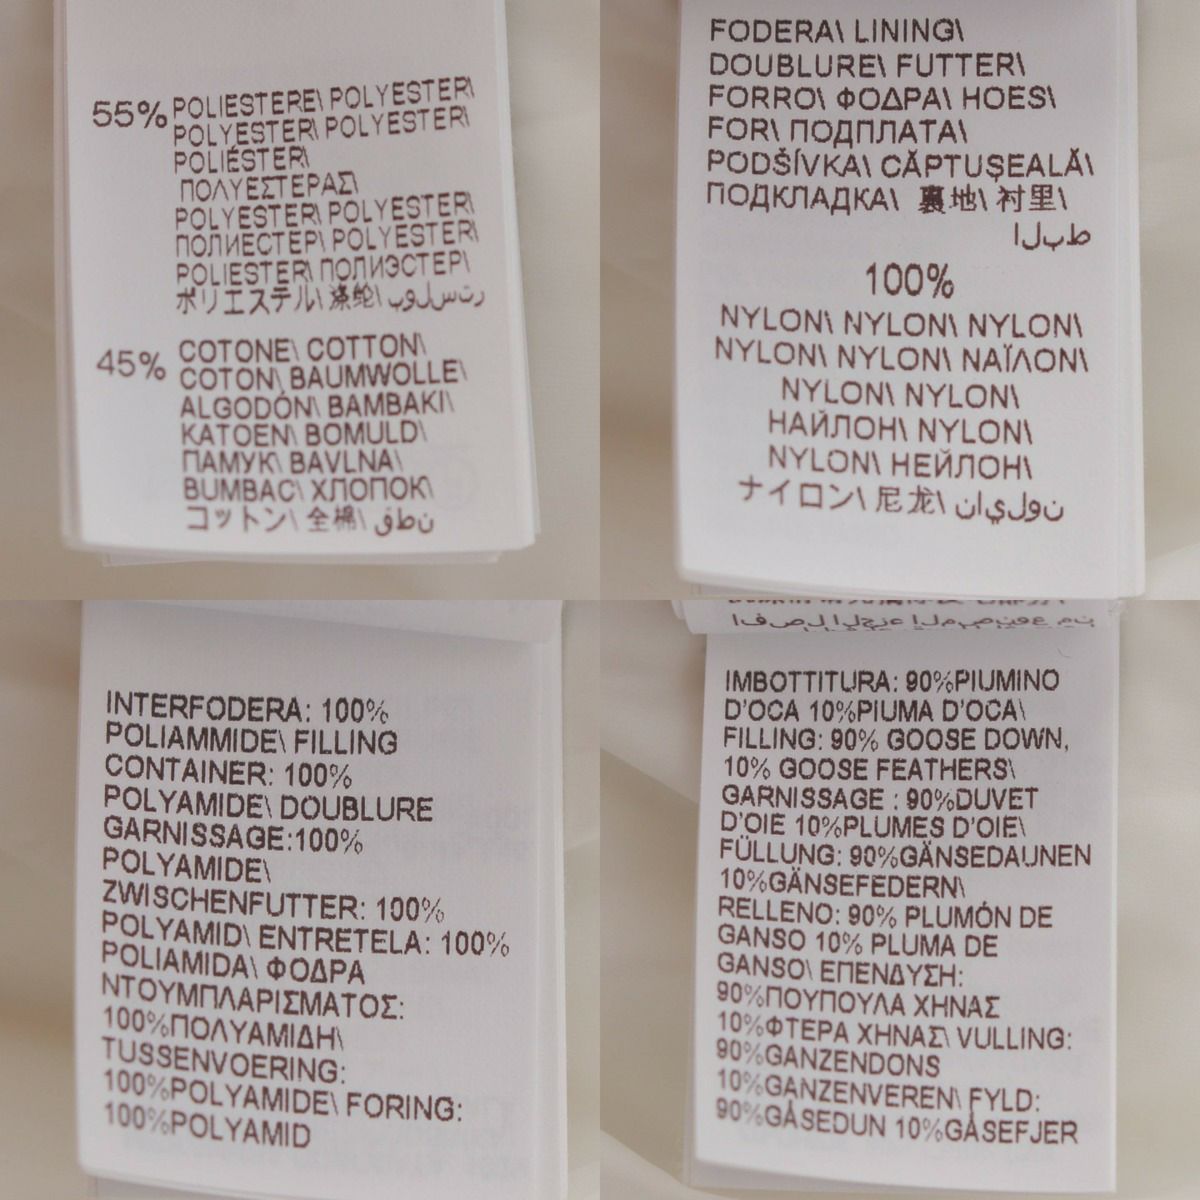 55% POLIESTERE\ POLYESTER\
POLYESTER\ POLYESTER\
POLIÉSTER\
ΠΟΛΥΕΣΤΕΡΑΣ\
POLYESTER\ POLYESTER\
ПОЛИЕСТЕР\ POLYESTER\
POLIESTER\ ПОЛИЭСТЕР\
ポリエステル\ 涤纶\ بولستر
45% COTONE\ COTTON\
COTON\ BAUMWOLLE\
ALGODÓN\ BAMBAKI\
KATOEN\ BOMULD\
ПАМУК\ BAVLNA\
BUMBAC\ ХЛОПОК\
コットン\ 全棉\ قطن
FODERA\ LINING\
DOUBLURE\ FUTTER\
FORRO\ ΦΟΔΡΑ\ HOES\
FOR\ ПОДПЛАТА\
PODŠÍVKA\ CĂPTUŞEALĂ\
ПОДКЛАДКА\ 裏地\ 衬里\
البط
100%
NYLON\ NYLON\ NYLON\
NYLON\ NYLON\ ΝΑΪΛΟΝ\
NYLON\ NYLON\
НАЙЛОН\ NYLON\
NYLON\ НЕЙЛОН\
ナイロン\ 尼龙\ نايلون
INTERFODERA: 100%
POLIAMMIDE\ FILLING
CONTAINER: 100%
POLYAMIDE\ DOUBLURE
GARNISSAGE:100%
POLYAMIDE\
ZWISCHENFUTTER: 100%
POLYAMID\ ENTRETELA: 100%
POLIAMIDA\ ΦΟΔΡΑ
ΝΤΟΥΜΠΛΑΡΙΣΜΑΤΟΣ:
100%ΠΟΛΥΑΜΙΔΗ\
TUSSENVOERING:
100%POLYAMIDE\ FORING:
100%POLYAMID
الفصل الجزء المصنوع من
IMBOTTITURA: 90%PIUMINO
D'OCA 10%PIUMA D'OCA\
FILLING: 90% GOOSE DOWN,
10% GOOSE FEATHERS\
GARNISSAGE : 90%DUVET
D'OIE 10%PLUMES D'OIE\
FÜLLUNG: 90%GÄNSEDAUNEN
10%GÄNSEFEDERN\
RELLENO: 90% PLUMÓN DE
GANSO 10% PLUMA DE
GANSO\ ΕΠΕΝΔΥΣΗ:
90%ΠΟΥΠΟΥΛΑ ΧΗΝΑΣ
10%ΦΤΕΡΑ ΧΗΝΑΣ\ VULLING:
90%GANZENDONS
10%GANZENVEREN\ FYLD:
90%GÅSEDUN 10%GÅSEFJER